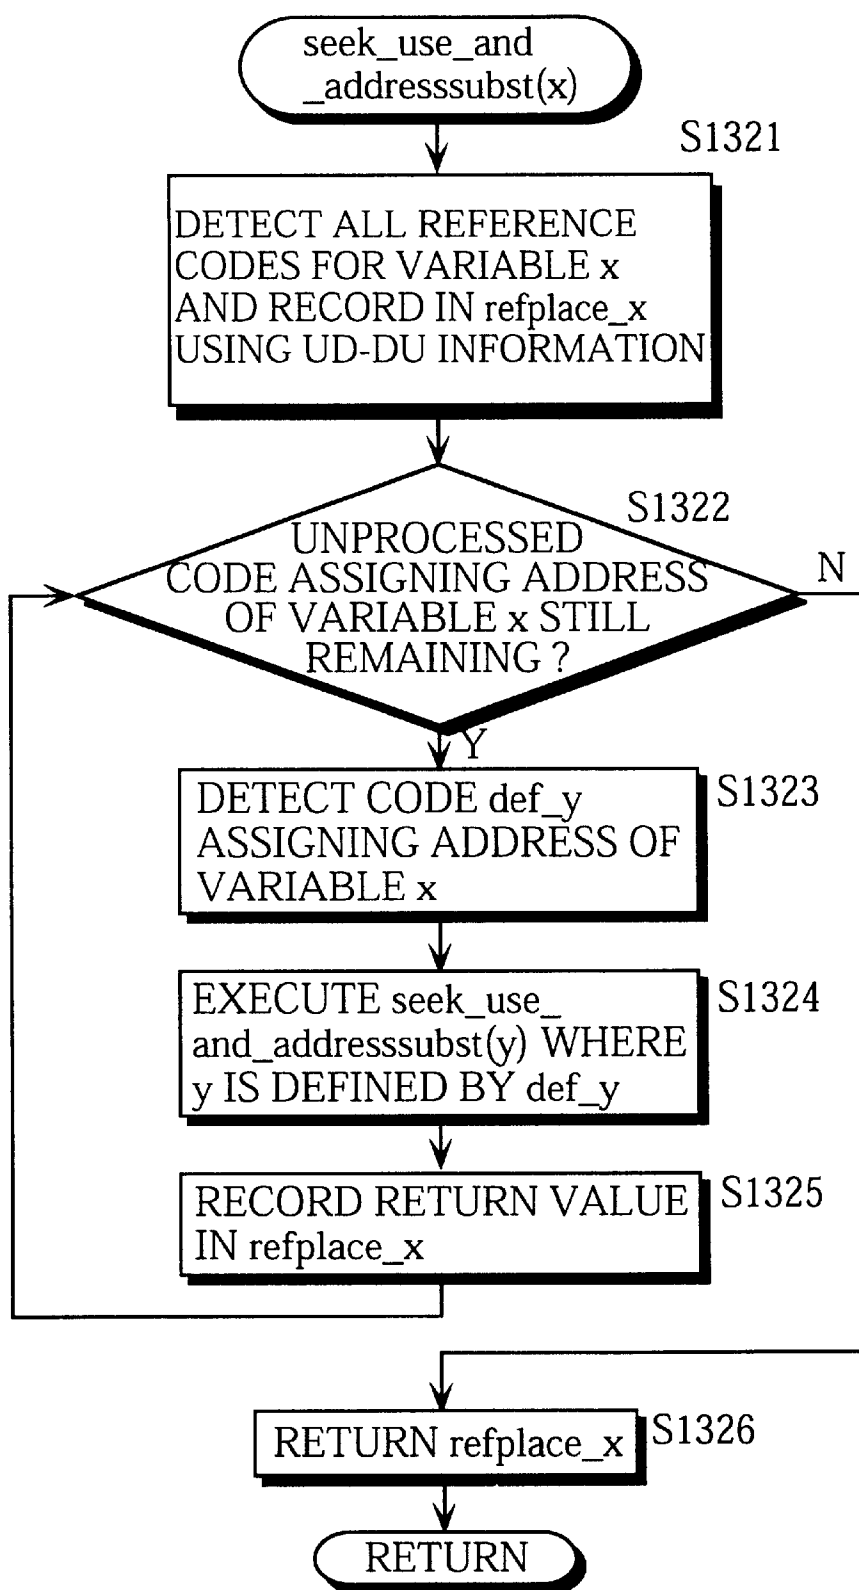 seek_use_and
_addresssubst(x)
S1321
DETECT ALL REFERENCE
CODES FOR VARIABLE x
AND RECORD IN refplace_x
USING UD-DU INFORMATION
S1322
UNPROCESSED
CODE ASSIGNING ADDRESS
OF VARIABLE x STILL
REMAINING ?
N
Y
S1323
DETECT CODE def_y
ASSIGNING ADDRESS OF
VARIABLE x
S1324
EXECUTE seek_use_
and_addresssubst(y) WHERE
y IS DEFINED BY def_y
S1325
RECORD RETURN VALUE
IN refplace_x
S1326
RETURN refplace_x
RETURN